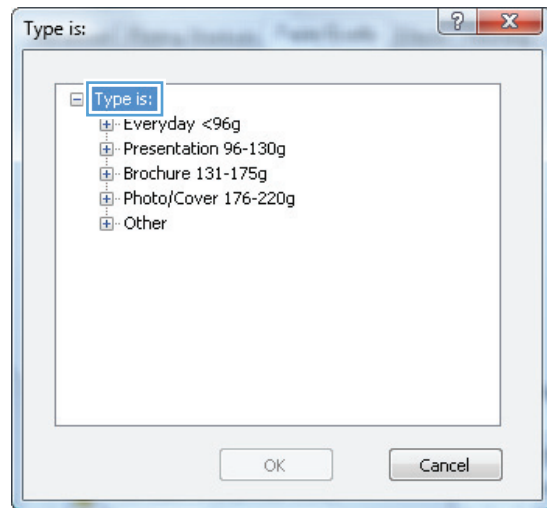 Type is:
Type is:
Everyday <96g
Presentation 96-130g
Brochure 131-175g
Photo/Cover 176-220g
Other
OK
Cancel